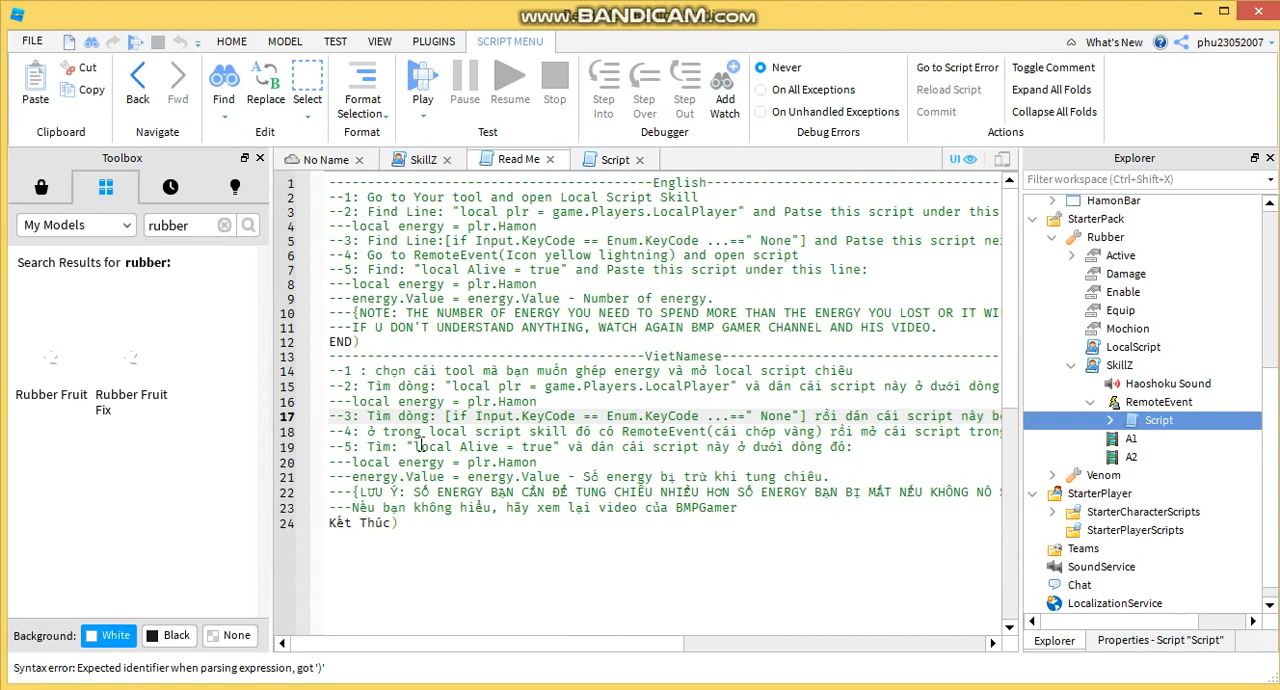 www.BANDICAM.com
FILE HOME MODEL TEST VIEW PLUGINS SCRIPT MENU What's New phu23052007
Cut
Copy
Paste Back Fwd Find Replace Select Format Selection Play Pause Resume Stop Step Into Step Over Step Out Add Watch
Never
On All Exceptions
On Unhandled Exceptions
Go to Script Error
Reload Script
Commit
Toggle Comment
Expand All Folds
Collapse All Folds
Clipboard Navigate Edit Format Test Debugger Debug Errors Actions
Toolbox
My Models rubber
Search Results for rubber:
Rubber Fruit Rubber Fruit
Fix
Background: White Black None
No Name SkillZ Read Me Script UI
1 -----------------------------------------English-----------------------------------
2 --1: Go to Your tool and open Local Script Skill
3 --2: Find Line: "local plr = game.Players.LocalPlayer" and Patse this script under this
4 ---local energy = plr.Hamon
5 --3: Find Line:[if Input.KeyCode == Enum.KeyCode ...==" None"] and Patse this script ne
6 --4: Go to RemoteEvent(Icon yellow lightning) and open script
7 --5: Find: "local Alive = true" and Paste this script under this line:
8 ---local energy = plr.Hamon
9 ---energy.Value = energy.Value - Number of energy.
10 ---{NOTE: THE NUMBER OF ENERGY YOU NEED TO SPEND MORE THAN THE ENERGY YOU LOST OR IT WI
11 ---IF U DON'T UNDERSTAND ANYTHING, WATCH AGAIN BMP GAMER CHANNEL AND HIS VIDEO.
12 END)
13 ----------------------------------------VietNamese---------------------------------
14 --1 : chọn cái tool mà bạn muốn ghép energy và mở local script chiêu
15 --2: Tìm dòng: "local plr = game.Players.LocalPlayer" và dán cái script này ở dưới dòng
16 ---local energy = plr.Hamon
17 --3: Tìm dòng: [if Input.KeyCode == Enum.KeyCode ...==" None"] rồi dán cái script này b
18 --4: ở trong local script skill đó có RemoteEvent(cái chớp vàng) rồi mở cái script tron
19 --5: Tìm: "local Alive = true" và dán cái script này ở dưới dòng đó:
20 ---local energy = plr.Hamon
21 ---energy.Value = energy.Value - Số energy bị trừ khi tung chiêu.
22 ---{LƯU Ý: SỐ ENERGY BẠN CẦN ĐỂ TUNG CHIÊU NHIỀU HƠN SỐ ENERGY BẠN BỊ MẤT NẾU KHÔNG NÓ S
23 ---Nếu bạn không hiểu, hãy xem lại video của BMPGamer
24 Kết Thúc)
Explorer
Filter workspace (Ctrl+Shift+X)
HamonBar
StarterPack
Rubber
Active
Damage
Enable
Equip
Mochion
LocalScript
SkillZ
Haoshoku Sound
RemoteEvent
Script
A1
A2
Venom
StarterPlayer
StarterCharacterScripts
StarterPlayerScripts
Teams
SoundService
Chat
LocalizationService
Explorer Properties - Script "Script"
Syntax error: Expected identifier when parsing expression, got ')'